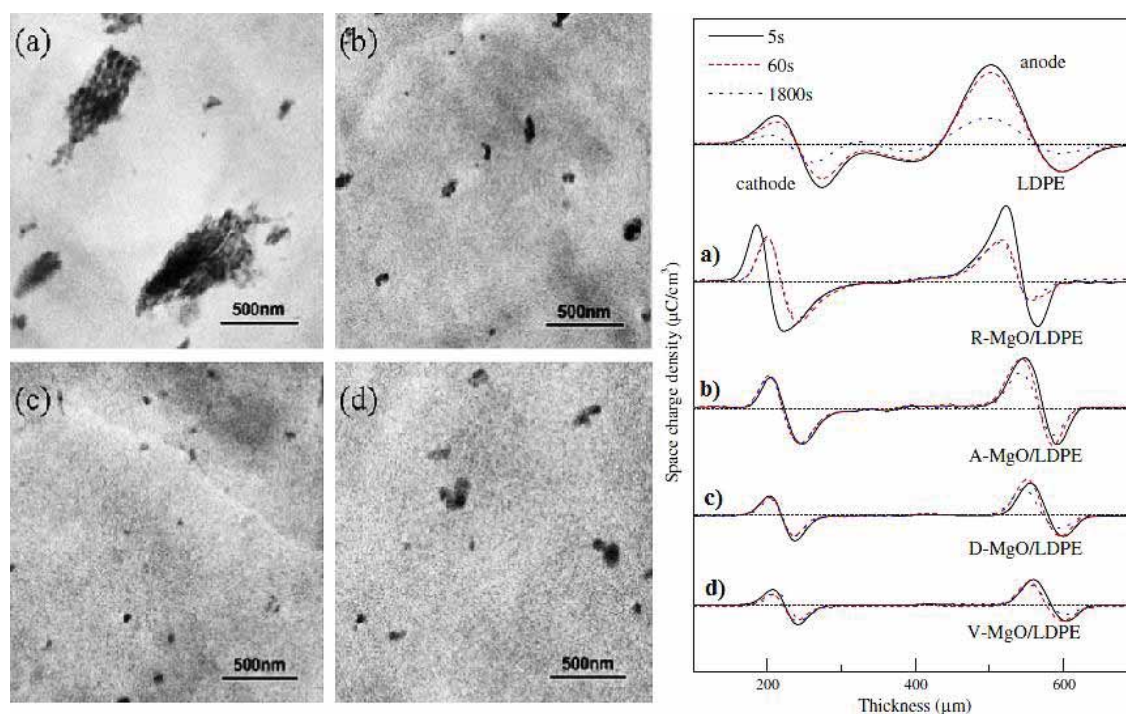 (a)
500nm
(b)
500nm
(c)
500nm
(d)
500nm
5s
60s
1800s
anode
cathode
LDPE
a)
R-MgO/LDPE
b)
A-MgO/LDPE
c)
D-MgO/LDPE
d)
V-MgO/LDPE
Space charge density (μC/cm³)
200
400
600
Thickness (μm)